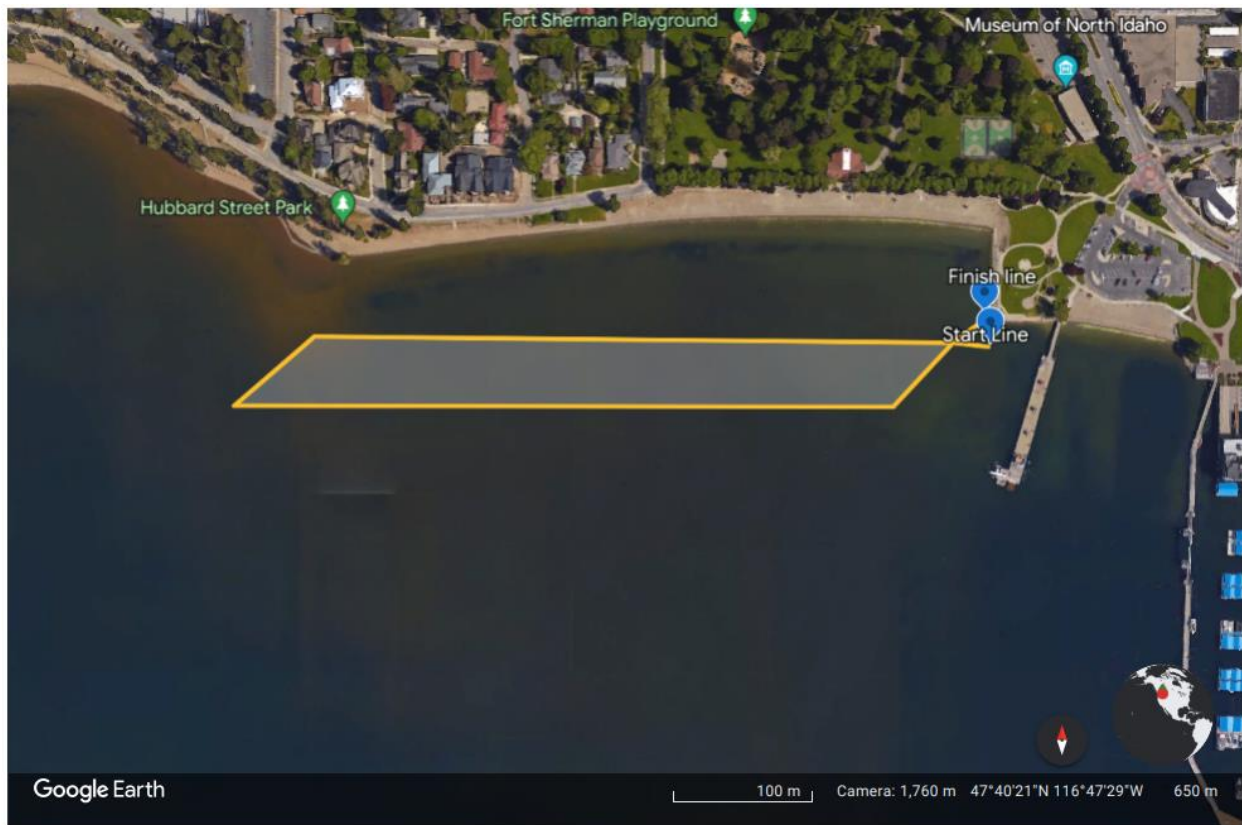 Fort Sherman Playground
Museum of North Idaho
Hubbard Street Park
Finish line
Start Line
Google Earth
100 m
Camera: 1,760 m 47°40'21"N 116°47'29"W
650 m